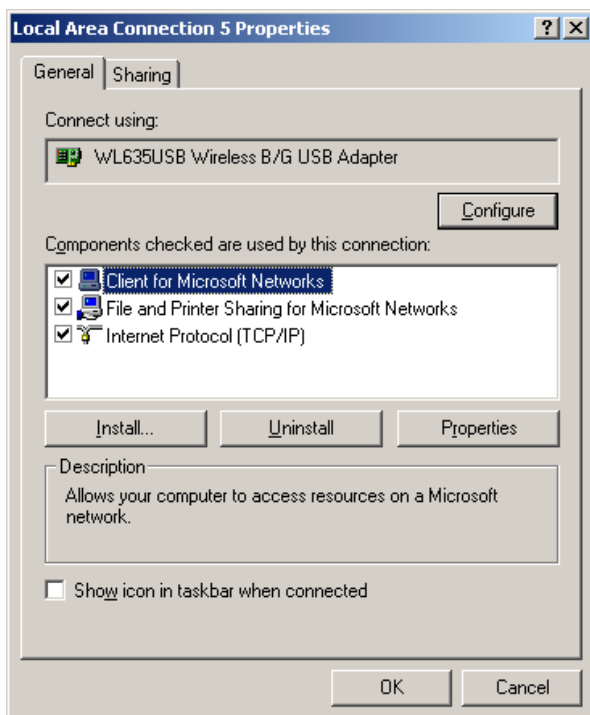 Local Area Connection 5 Properties
General
Sharing
Connect using:
WL635USB Wireless B/G USB Adapter
Configure
Components checked are used by this connection:
Client for Microsoft Networks
File and Printer Sharing for Microsoft Networks
Internet Protocol (TCP/IP)
Install...
Uninstall
Properties
Description
Allows your computer to access resources on a Microsoft
network.
Show icon in taskbar when connected
OK
Cancel